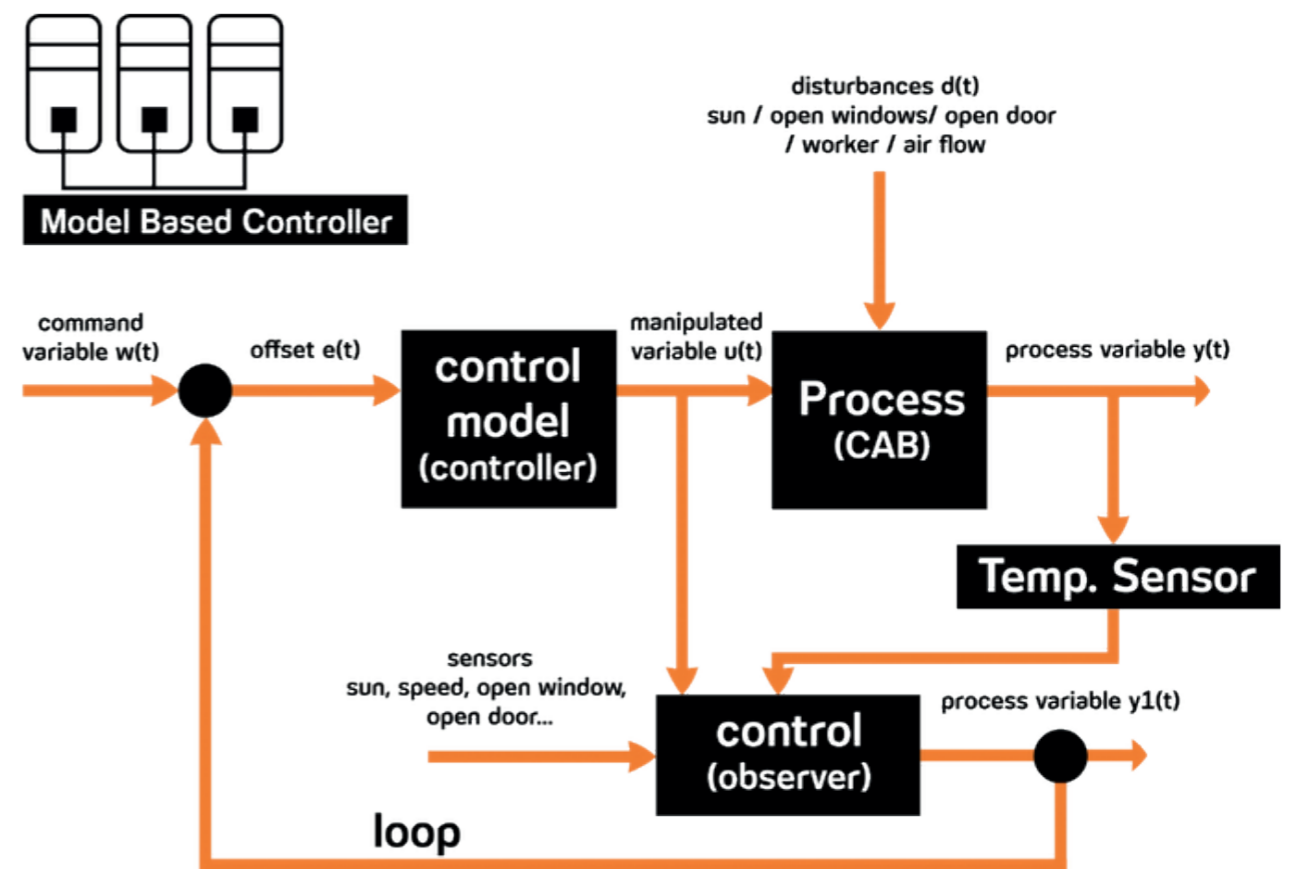 Model Based Controller
disturbances d(t)
sun / open windows/ open door
/ worker / air flow
command
variable w(t)
offset e(t)
control
model
(controller)
manipulated
variable u(t)
Process
(CAB)
process variable y(t)
Temp. Sensor
sensors
sun, speed, open window,
open door...
control
(observer)
process variable y1(t)
loop